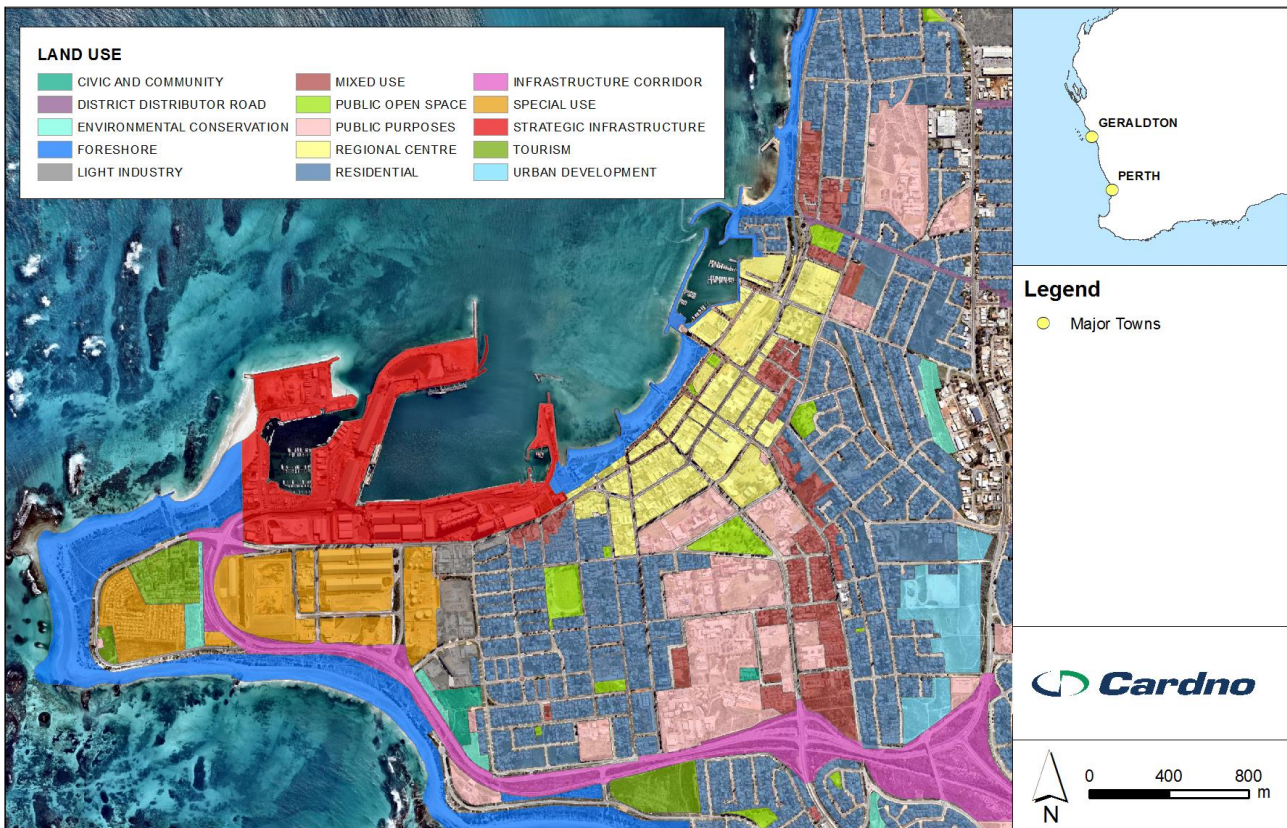 LAND USE
CIVIC AND COMMUNITY
DISTRICT DISTRIBUTOR ROAD
ENVIRONMENTAL CONSERVATION
FORESHORE
LIGHT INDUSTRY
MIXED USE
PUBLIC OPEN SPACE
PUBLIC PURPOSES
REGIONAL CENTRE
RESIDENTIAL
INFRASTRUCTURE CORRIDOR
SPECIAL USE
STRATEGIC INFRASTRUCTURE
TOURISM
URBAN DEVELOPMENT
GERALDTON
PERTH
Legend
Major Towns
Cardno
N
0 400 800
m